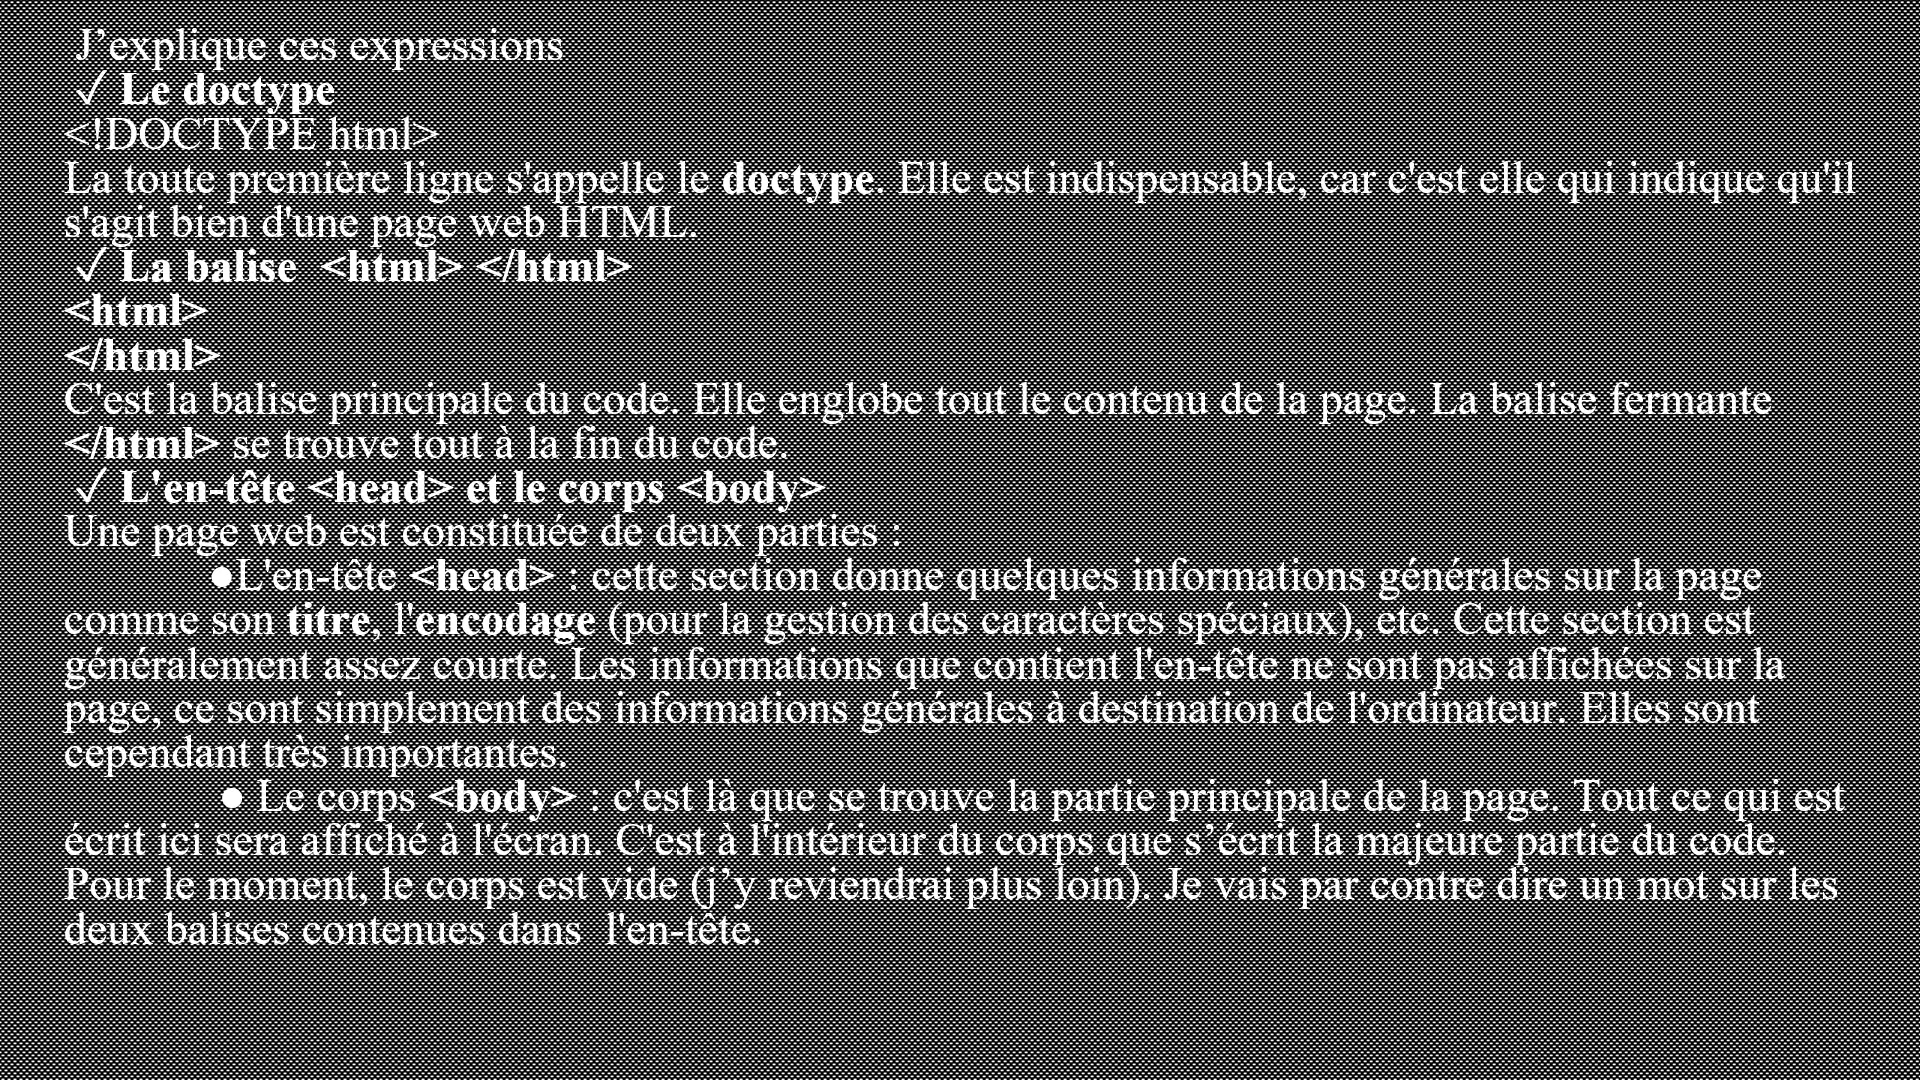 J’explique ces expressions
✓ Le doctype
<!DOCTYPE html>
La toute première ligne s'appelle le doctype. Elle est indispensable, car c'est elle qui indique qu'il
s'agit bien d'une page web HTML.
✓ La balise <html> </html>
<html>
</html>
C'est la balise principale du code. Elle englobe tout le contenu de la page. La balise fermante
</html> se trouve tout à la fin du code.
✓ L'en-tête <head> et le corps <body>
Une page web est constituée de deux parties :
●L'en-tête <head> : cette section donne quelques informations générales sur la page
comme son titre, l'encodage (pour la gestion des caractères spéciaux), etc. Cette section est
généralement assez courte. Les informations que contient l'en-tête ne sont pas affichées sur la
page, ce sont simplement des informations générales à destination de l'ordinateur. Elles sont
cependant très importantes.
● Le corps <body> : c'est là que se trouve la partie principale de la page. Tout ce qui est
écrit ici sera affiché à l'écran. C'est à l'intérieur du corps que s’écrit la majeure partie du code.
Pour le moment, le corps est vide (j’y reviendrai plus loin). Je vais par contre dire un mot sur les
deux balises contenues dans l'en-tête.